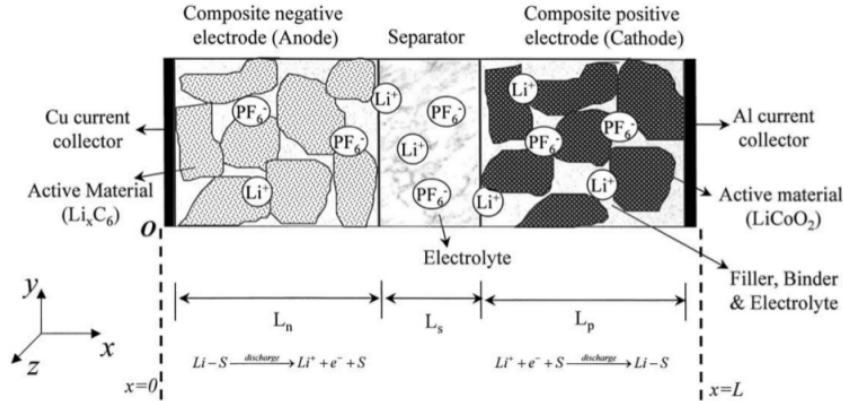 Composite negative
electrode (Anode)
Separator
Composite positive
electrode (Cathode)
Cu current
collector
Active Material
(LiₓC₆)
Li⁺
PF₆⁻
PF₆⁻
Li⁺
Li⁺
PF₆⁻
PF₆⁻
Li⁺
Li⁺
PF₆⁻
PF₆⁻
Li⁺
Al current
collector
Active material
(LiCoO₂)
Electrolyte
Filler, Binder
& Electrolyte
O
y
x
z
Lₙ
Lₛ
Lₚ
Li–S —discharge→ Li⁺ + e⁻ + S
Li⁺ + e⁻ + S —discharge→ Li–S
x=0
x=L